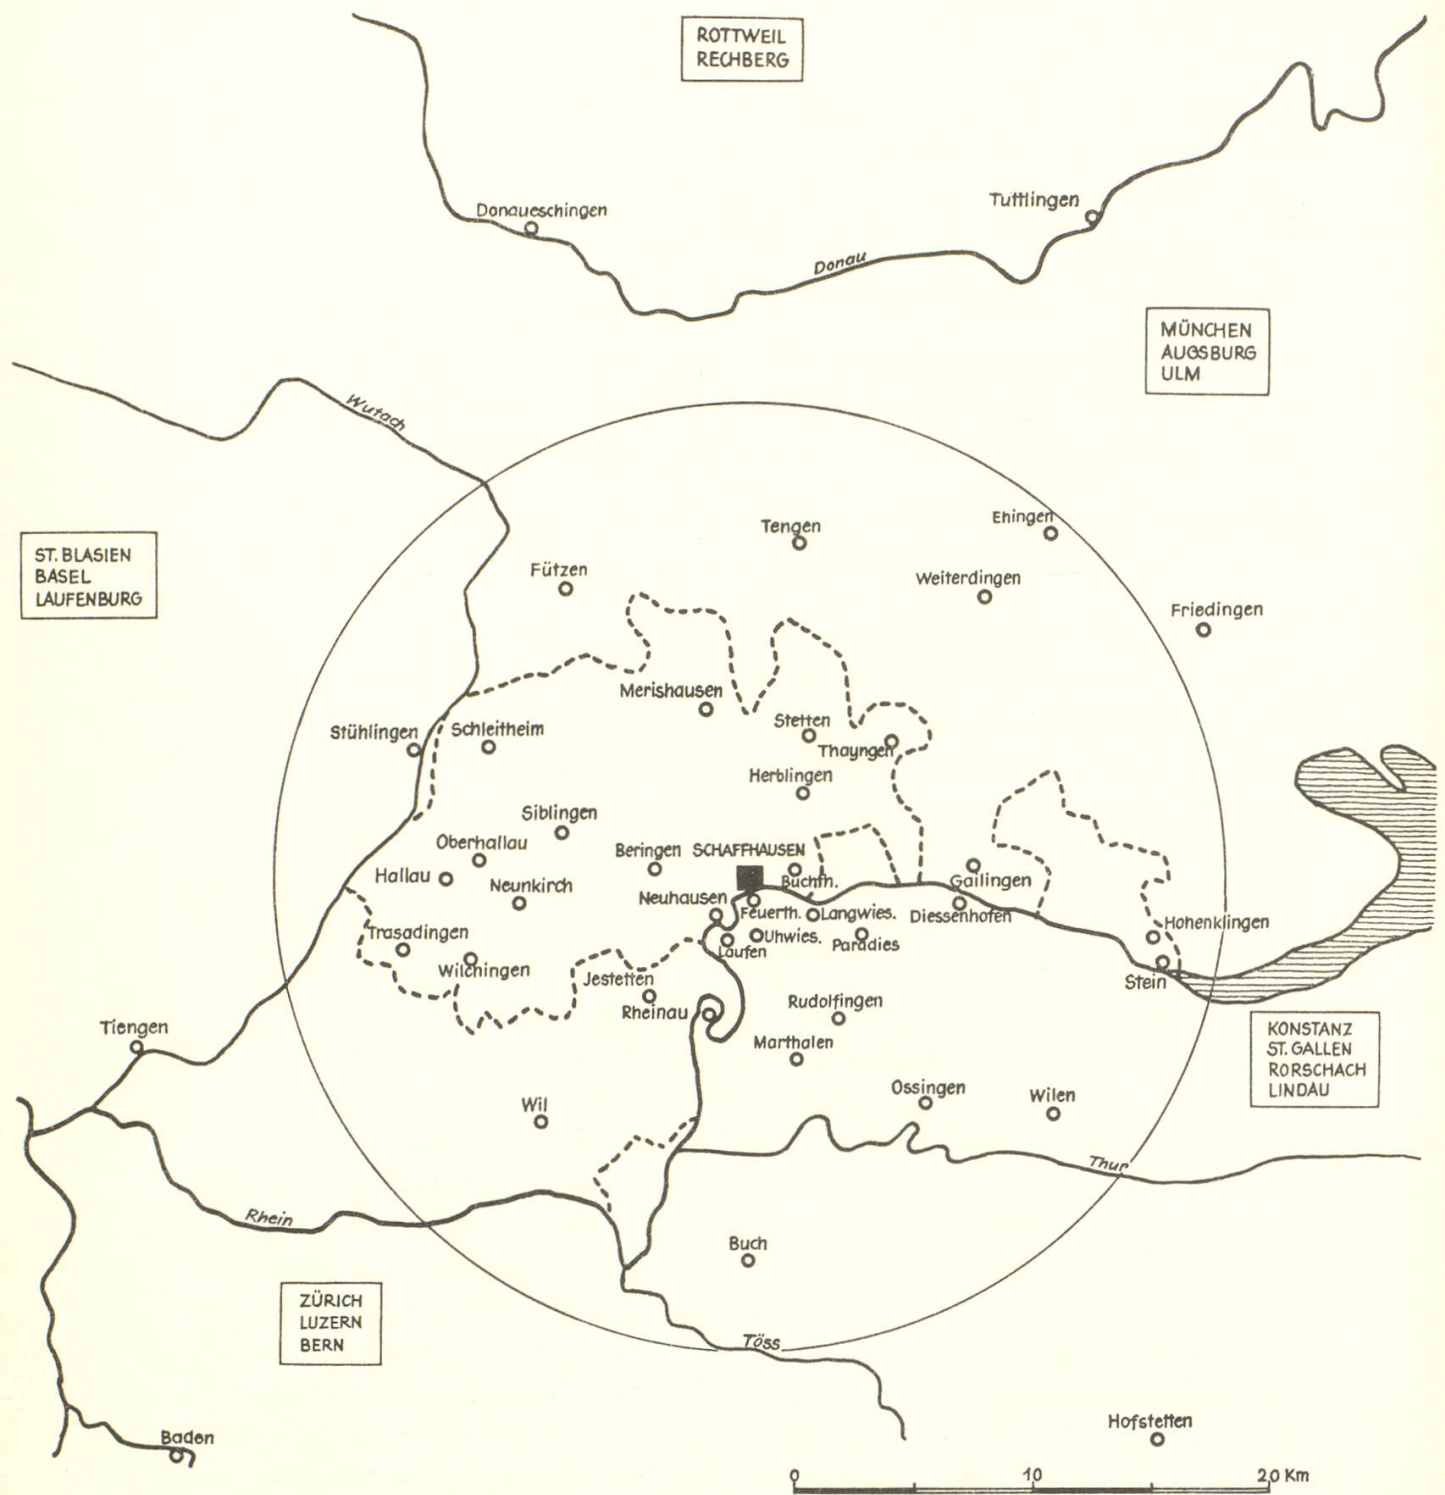 ROTTWEIL
RECHBERG
Donaueschingen
Tuttlingen
Donau
MÜNCHEN
AUGSBURG
ULM
Wutach
ST. BLASIEN
BASEL
LAUFENBURG
Tengen
Ehingen
Fützen
Weiterdingen
Friedingen
Merishausen
Stetten
Stühlingen
Schleitheim
Thayngen
Herblingen
Siblingen
Oberhallau
Beringen
SCHAFFHAUSEN
Hallau
Neunkirch
Buchth.
Gailingen
Neuhausen
Feuerth.
Langwies.
Diessenhofen
Hohenklingen
Trasadingen
Uhwies.
Paradies
Laufen
Wilchingen
Jestetten
Stein
Rheinau
Rudolfingen
Tiengen
Marthalen
KONSTANZ
ST. GALLEN
RORSCHACH
LINDAU
Ossingen
Wilen
Wil
Thur
Rhein
Buch
ZÜRICH
LUZERN
BERN
Töss
Hofstetten
Baden
0 10 20 Km